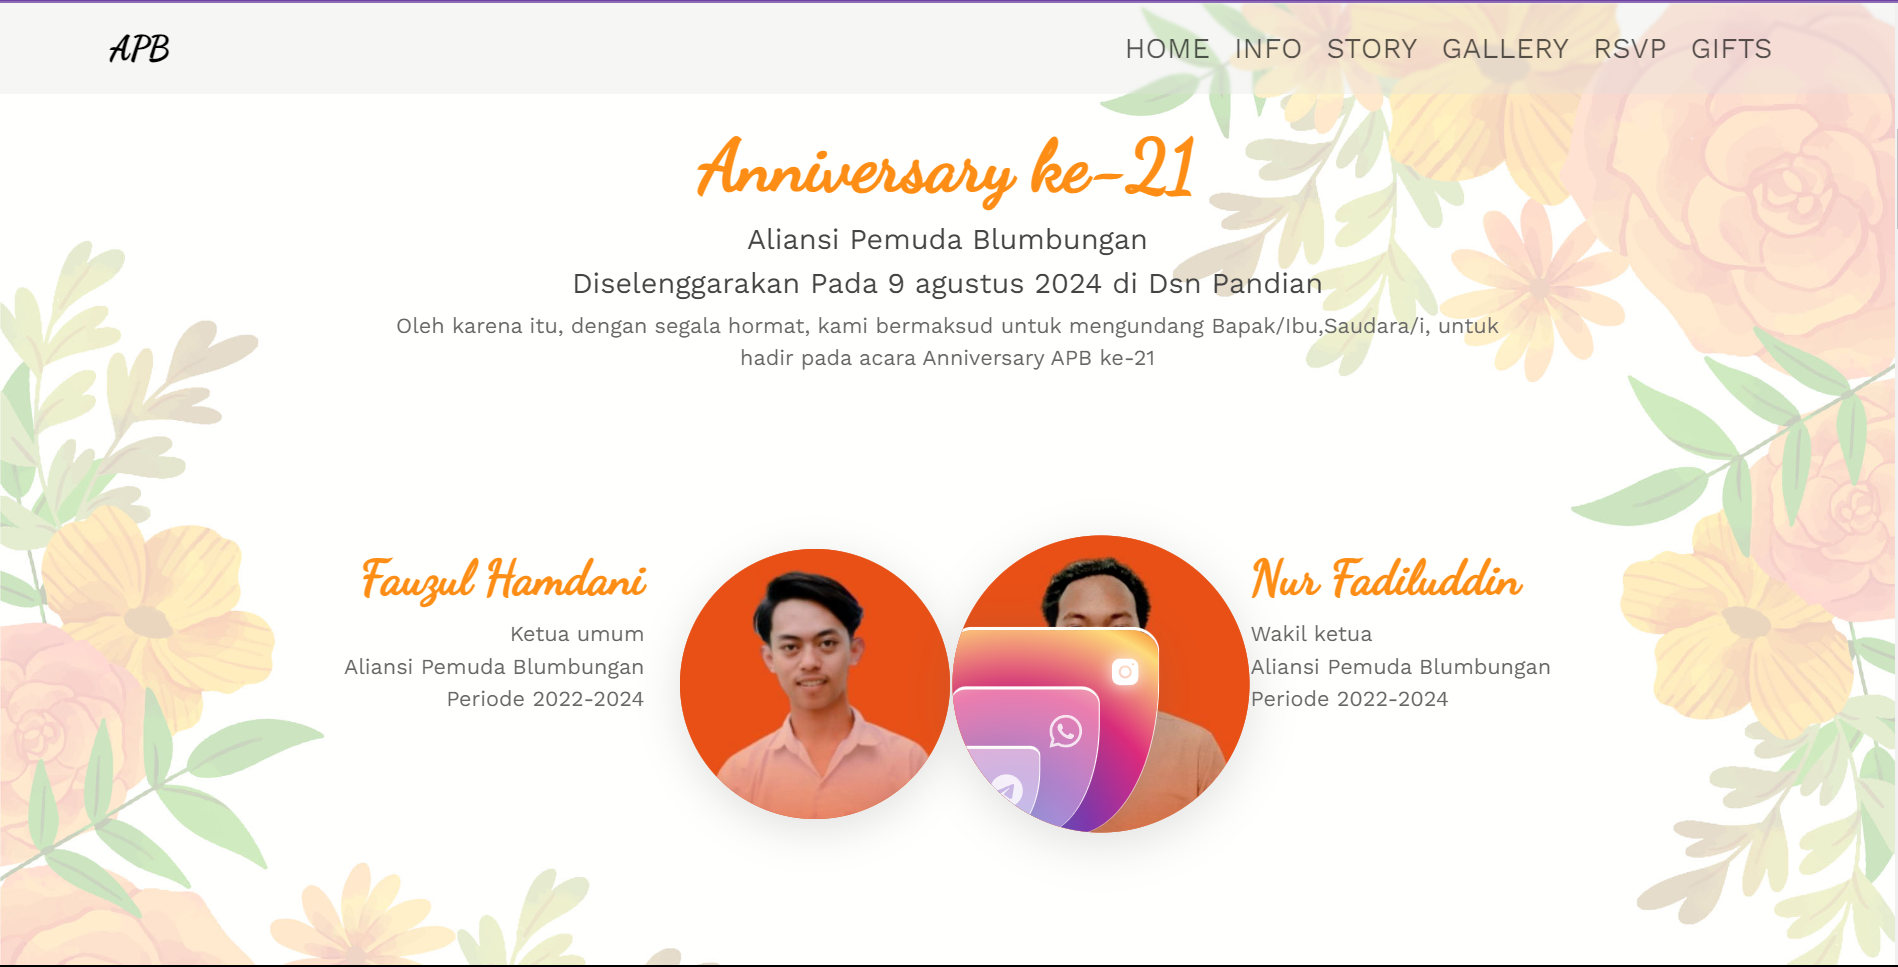 APB
HOME INFO STORY GALLERY RSVP GIFTS
Anniversary ke-21
Aliansi Pemuda Blumbungan
Diselenggarakan Pada 9 agustus 2024 di Dsn Pandian
Oleh karena itu, dengan segala hormat, kami bermaksud untuk mengundang Bapak/Ibu,Saudara/i, untuk
hadir pada acara Anniversary APB ke-21
Fauzul Hamdani
Ketua umum
Aliansi Pemuda Blumbungan
Periode 2022-2024
Nur Fadiluddin
Wakil ketua
Aliansi Pemuda Blumbungan
Periode 2022-2024